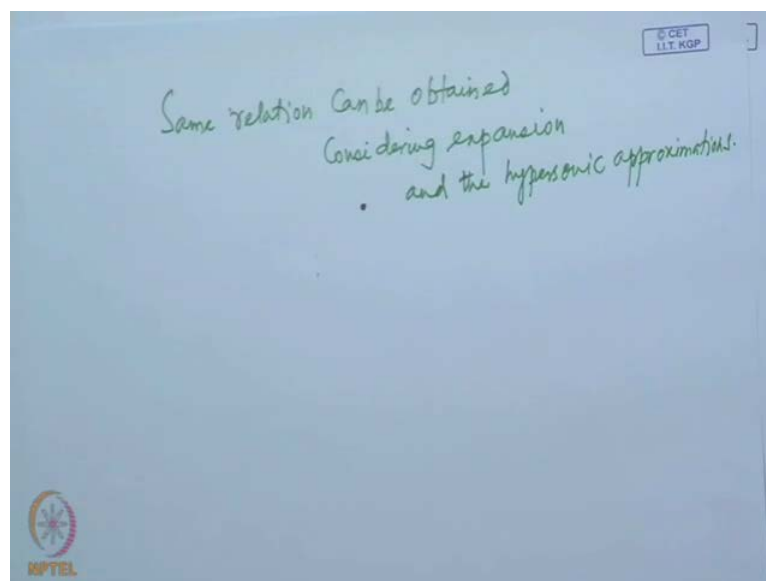 © CET
I.I.T. KGP
Same relation Can be obtained
Considering expansion
and the hypersonic approximations.
NPTEL